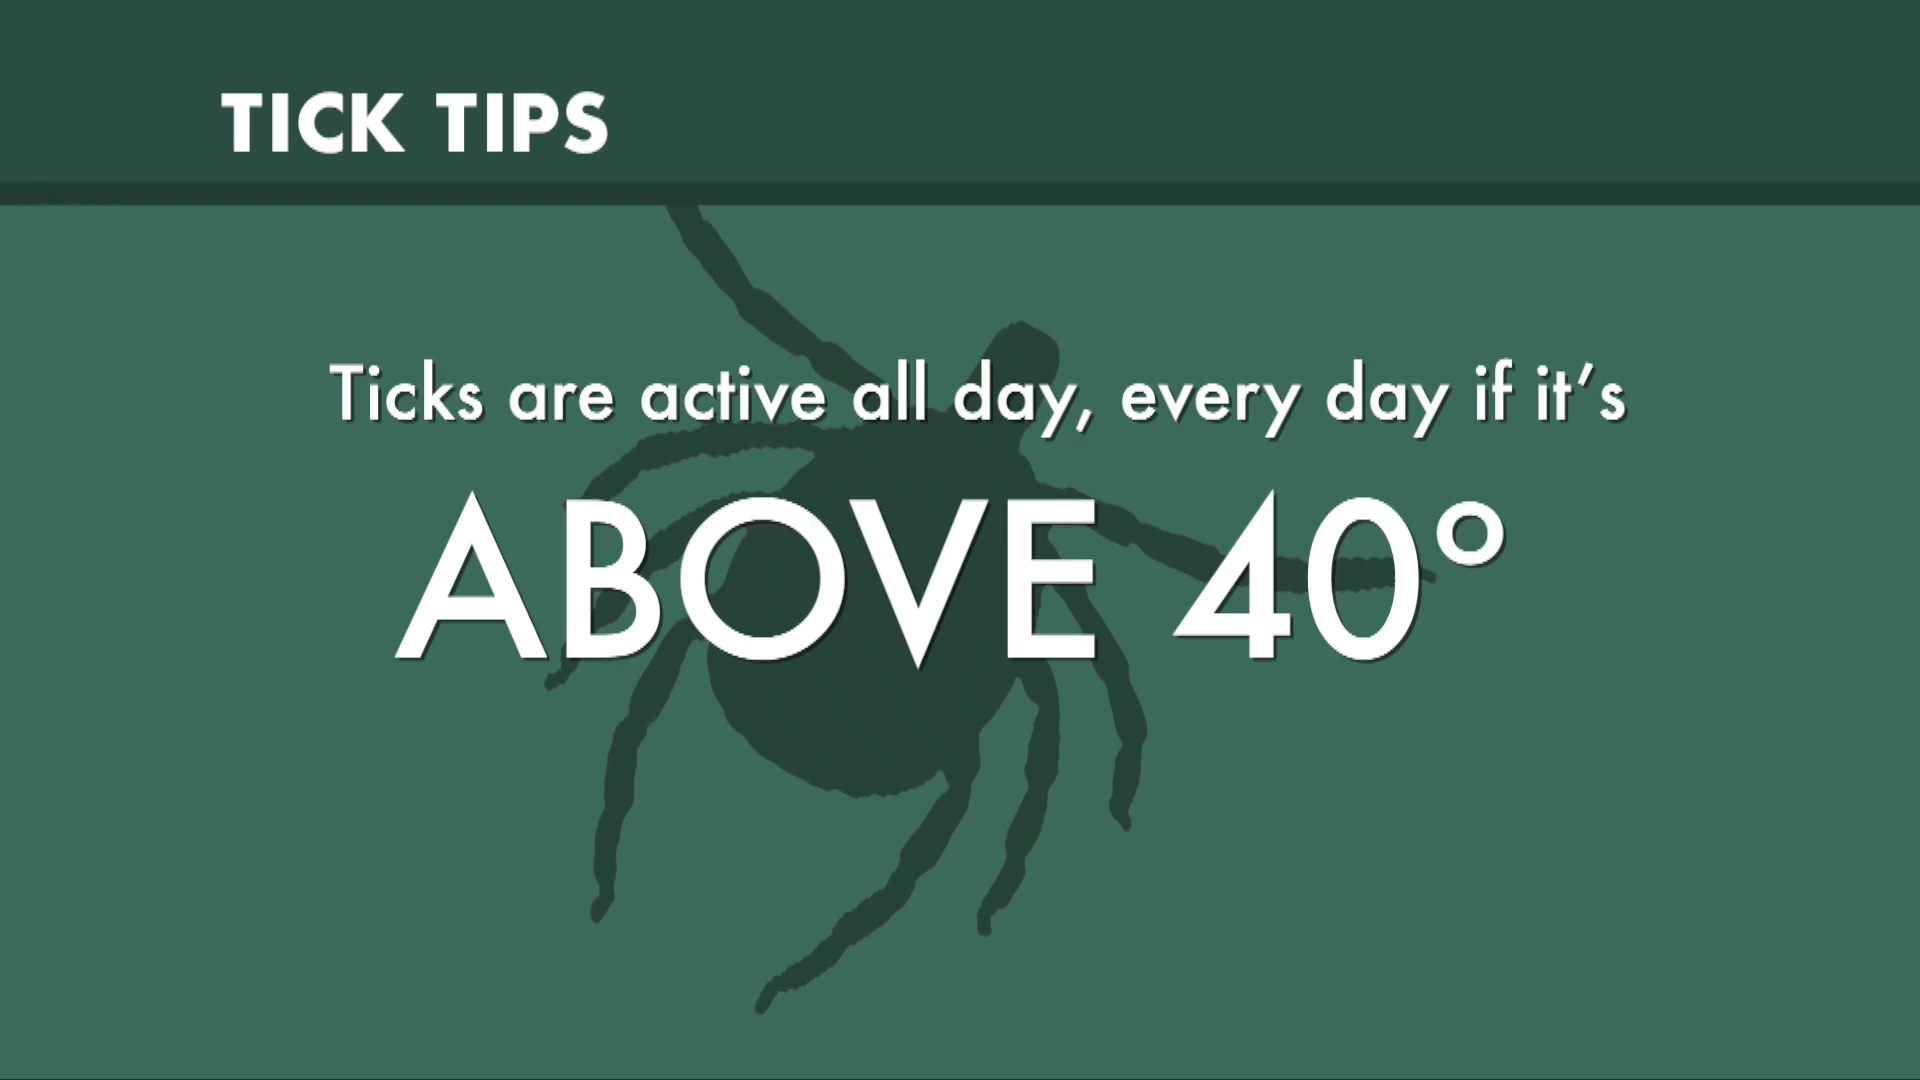 TICK TIPS
Ticks are active all day, every day if it’s
ABOVE 40°